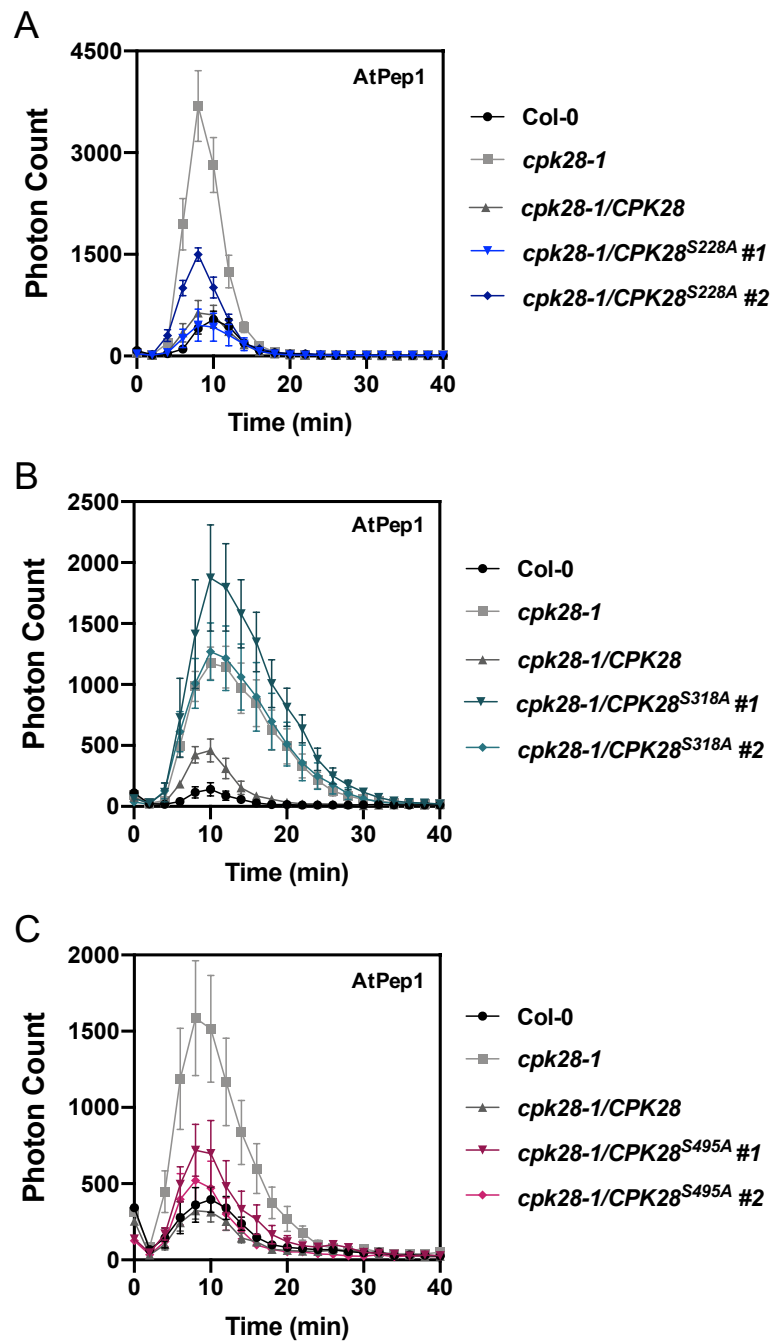 A
4500
3000
1500
0
Photon Count
AtPep1
0 10 20 30 40
Time (min)
Col-0
cpk28-1
cpk28-1/CPK28
cpk28-1/CPK28S228A #1
cpk28-1/CPK28S228A #2
B
2500
2000
1500
1000
500
0
Photon Count
AtPep1
0 10 20 30 40
Time (min)
Col-0
cpk28-1
cpk28-1/CPK28
cpk28-1/CPK28S318A #1
cpk28-1/CPK28S318A #2
C
2000
1500
1000
500
0
Photon Count
AtPep1
0 10 20 30 40
Time (min)
Col-0
cpk28-1
cpk28-1/CPK28
cpk28-1/CPK28S495A #1
cpk28-1/CPK28S495A #2